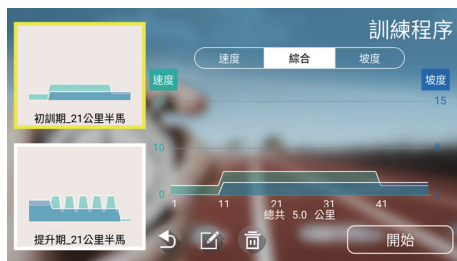 訓練程序
速度 綜合 坡度
速度 坡度
15
初訓期_21公里半馬
10 8
0
1 11 21 31 41
總共 5.0 公里
提升期_21公里半馬
開始